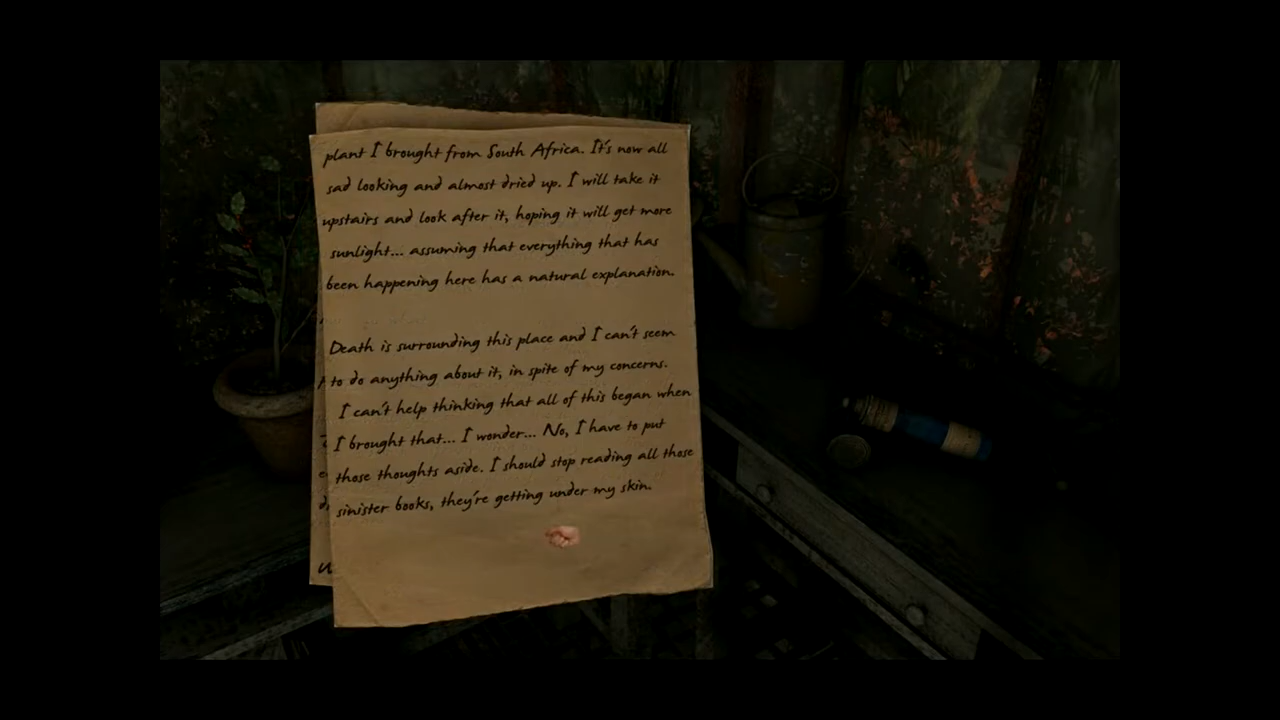 plant I brought from South Africa. It's now all
sad looking and almost dried up. I will take it
upstairs and look after it, hoping it will get more
sunlight... assuming that everything that has
been happening here has a natural explanation.
Death is surrounding this place and I can't seem
to do anything about it, in spite of my concerns.
I can't help thinking that all of this began when
I brought that... I wonder... No, I have to put
those thoughts aside. I should stop reading all those
sinister books, they're getting under my skin.